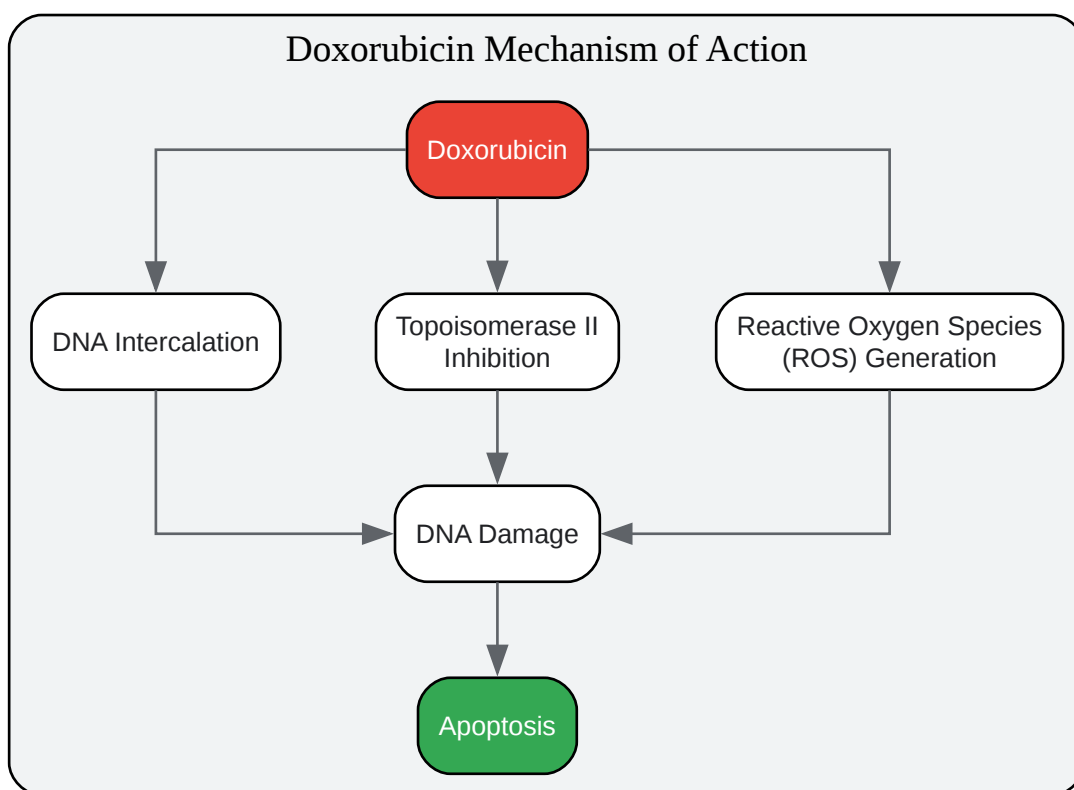 Doxorubicin Mechanism of Action
Doxorubicin
DNA Intercalation
Topoisomerase II
Inhibition
Reactive Oxygen Species
(ROS) Generation
DNA Damage
Apoptosis